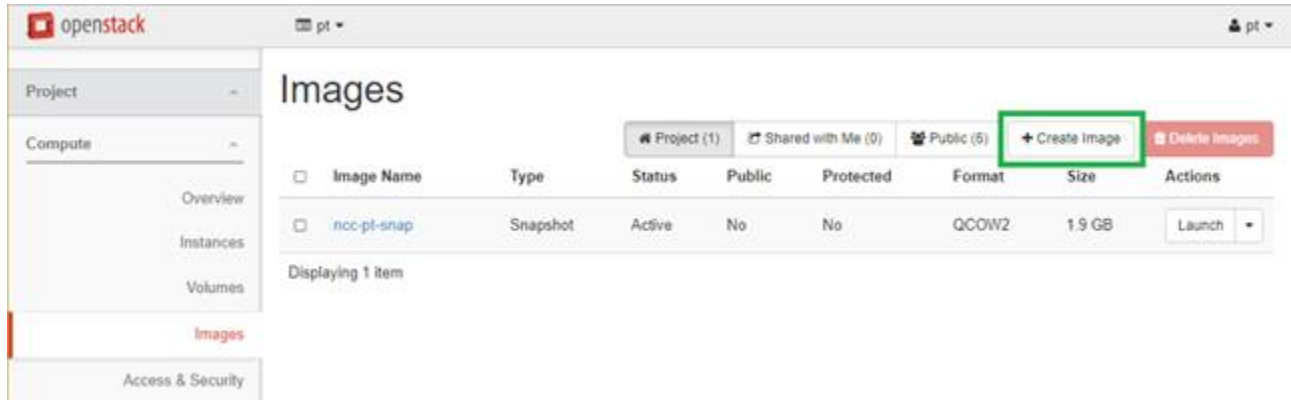 openstack
pt
pt
Project
Compute
Overview
Instances
Volumes
Images
Access & Security
Images
Project (1) Shared with Me (0) Public (6) + Create Image Delete Images
Image Name Type Status Public Protected Format Size Actions
ncc-pt-snap Snapshot Active No No QCOW2 1.9 GB Launch
Displaying 1 item